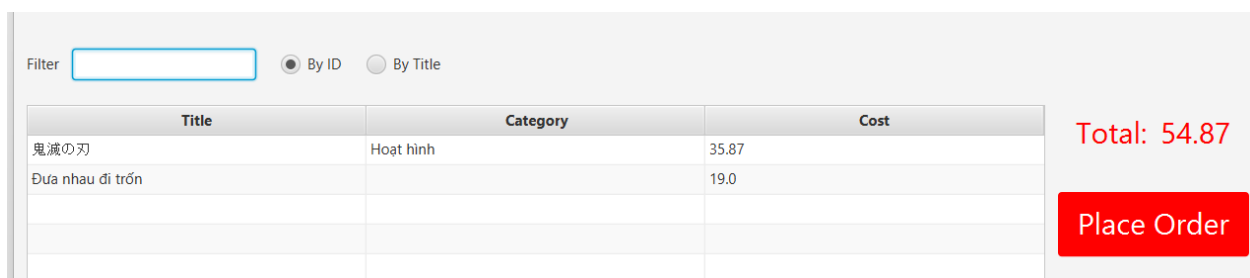 Filter By ID By Title
Title Category Cost
鬼滅の刃 Hoạt hình 35.87
Đưa nhau đi trốn 19.0
Total: 54.87
Place Order